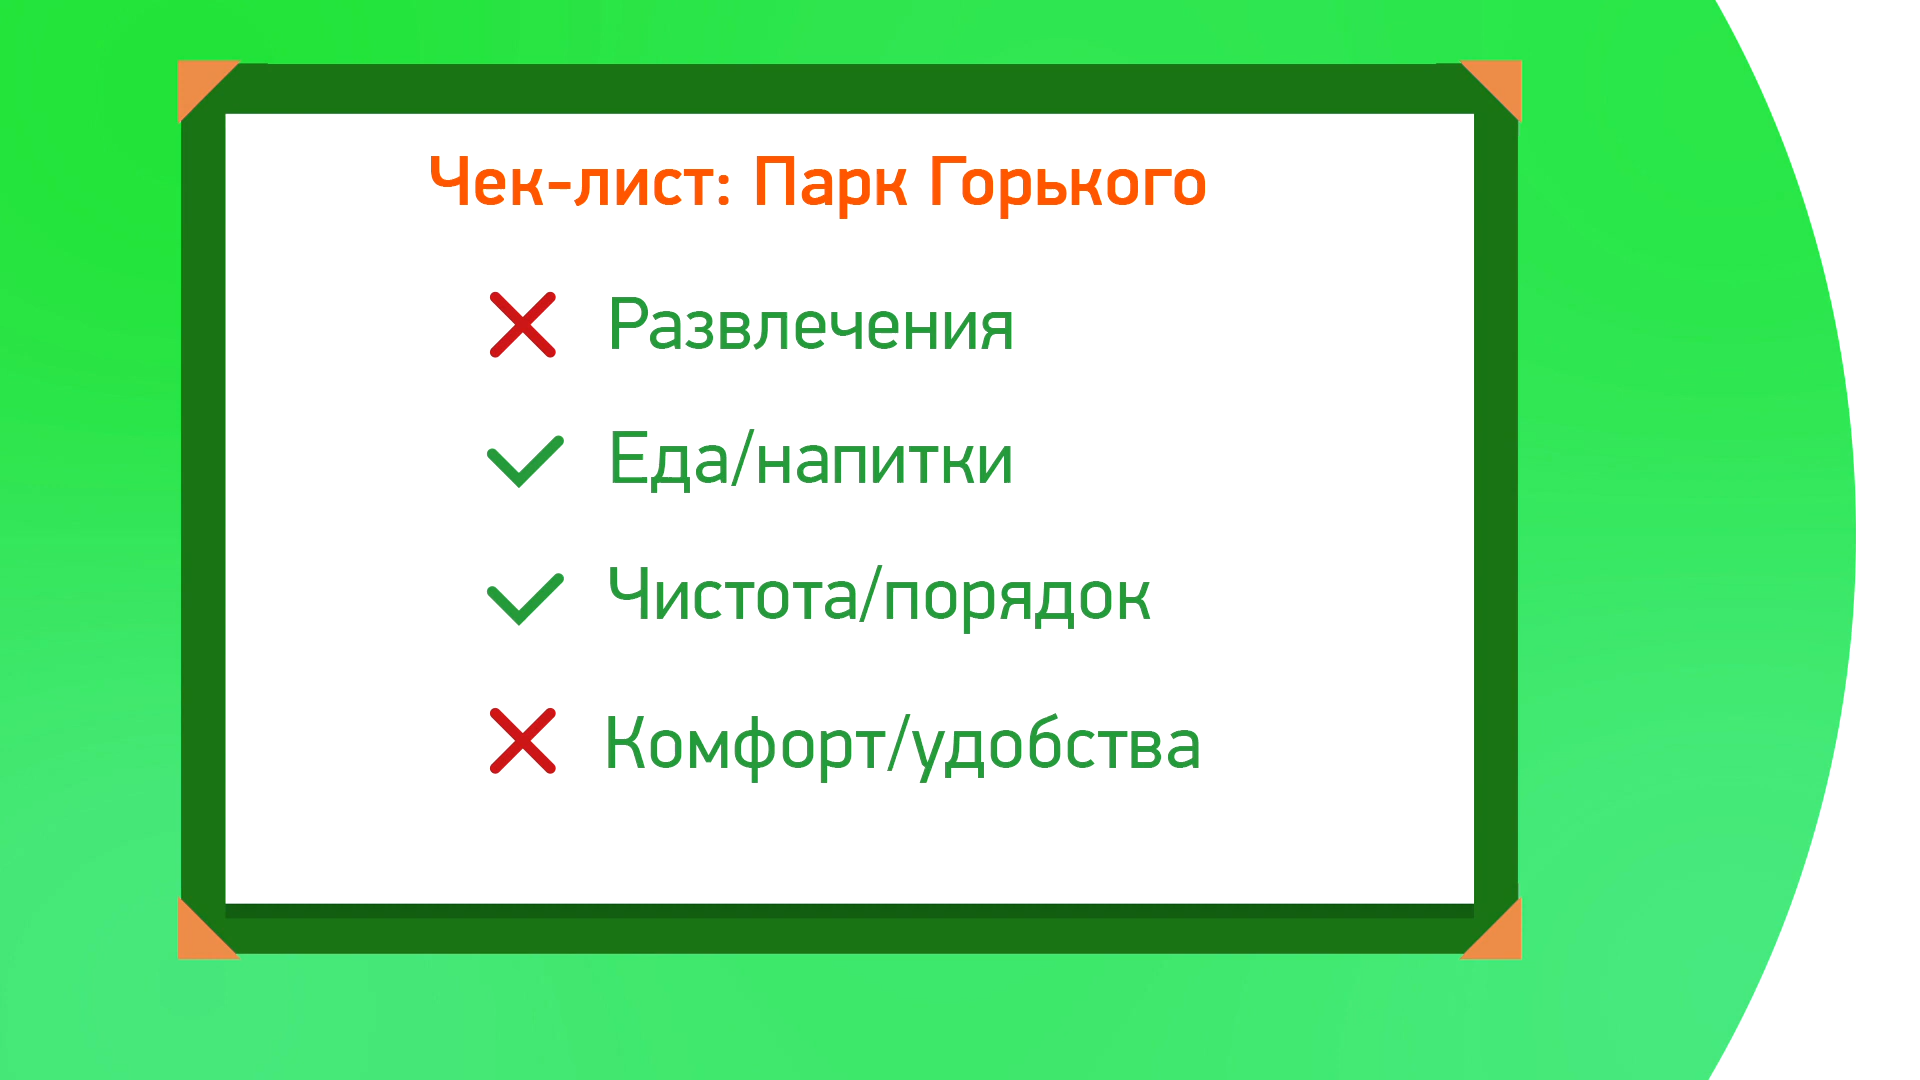 Чек-лист: Парк Горького
Развлечения
Еда/напитки
Чистота/порядок
Комфорт/удобства